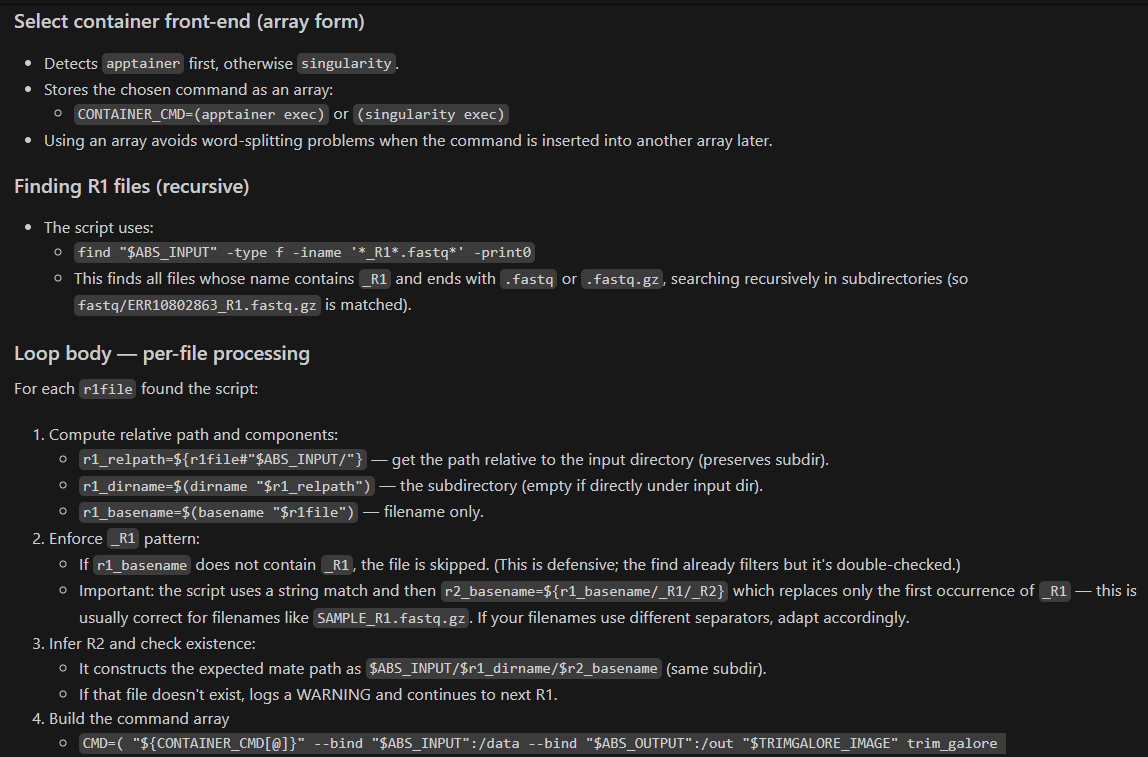 Select container front-end (array form)
Detects apptainer first, otherwise singularity.
Stores the chosen command as an array:
CONTAINER_CMD=(apptainer exec) or (singularity exec)
Using an array avoids word-splitting problems when the command is inserted into another array later.
Finding R1 files (recursive)
The script uses:
find "$ABS_INPUT" -type f -iname '*_R1*.fastq*' -print0
This finds all files whose name contains _R1 and ends with .fastq or .fastq.gz, searching recursively in subdirectories (so
fastq/ERR10802863_R1.fastq.gz is matched).
Loop body — per-file processing
For each r1file found the script:
1. Compute relative path and components:
r1_relpath=${r1file#"$ABS_INPUT/"} — get the path relative to the input directory (preserves subdir).
r1_dirname=$(dirname "$r1_relpath") — the subdirectory (empty if directly under input dir).
r1_basename=$(basename "$r1file") — filename only.
2. Enforce _R1 pattern:
If r1_basename does not contain _R1, the file is skipped. (This is defensive; the find already filters but it's double-checked.)
Important: the script uses a string match and then r2_basename=${r1_basename/_R1/_R2} which replaces only the first occurrence of _R1 — this is
usually correct for filenames like SAMPLE_R1.fastq.gz. If your filenames use different separators, adapt accordingly.
3. Infer R2 and check existence:
It constructs the expected mate path as $ABS_INPUT/$r1_dirname/$r2_basename (same subdir).
If that file doesn't exist, logs a WARNING and continues to next R1.
4. Build the command array
CMD=( "${CONTAINER_CMD[@]}" --bind "$ABS_INPUT":/data --bind "$ABS_OUTPUT":/out "$TRIMGALORE_IMAGE" trim_galore